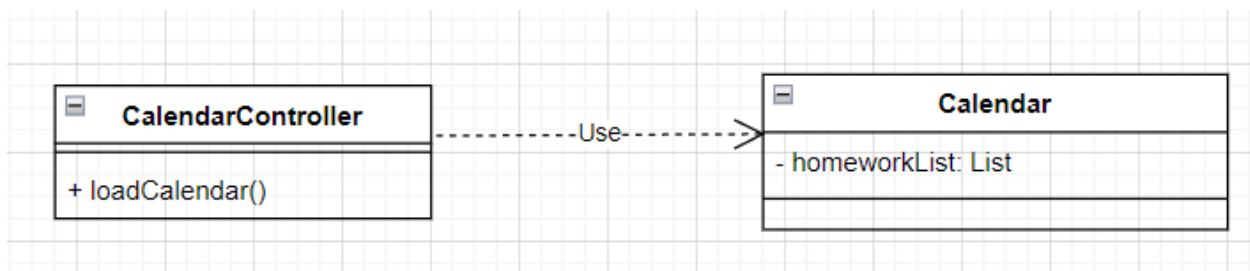 CalendarController
+ loadCalendar()
Use
Calendar
- homeworkList: List